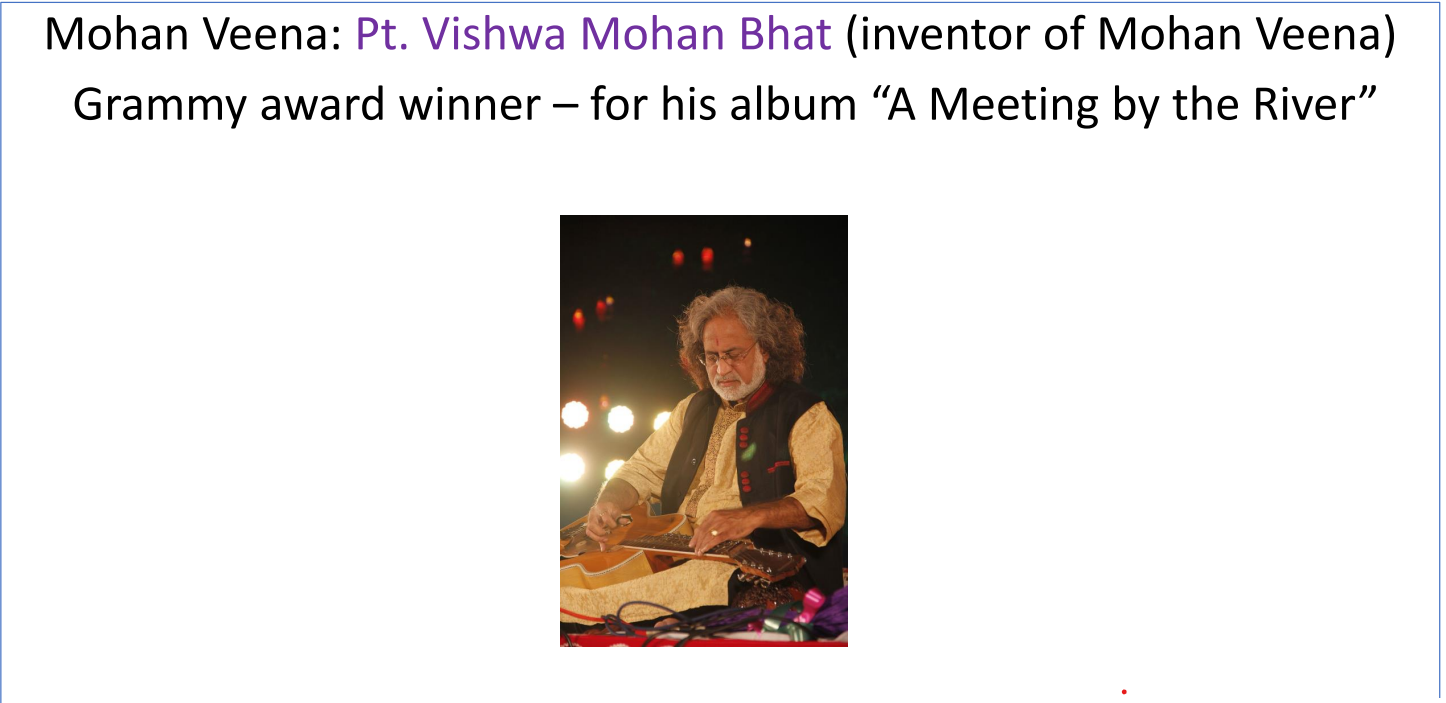 Mohan Veena: Pt. Vishwa Mohan Bhat (inventor of Mohan Veena)
Grammy award winner – for his album “A Meeting by the River”